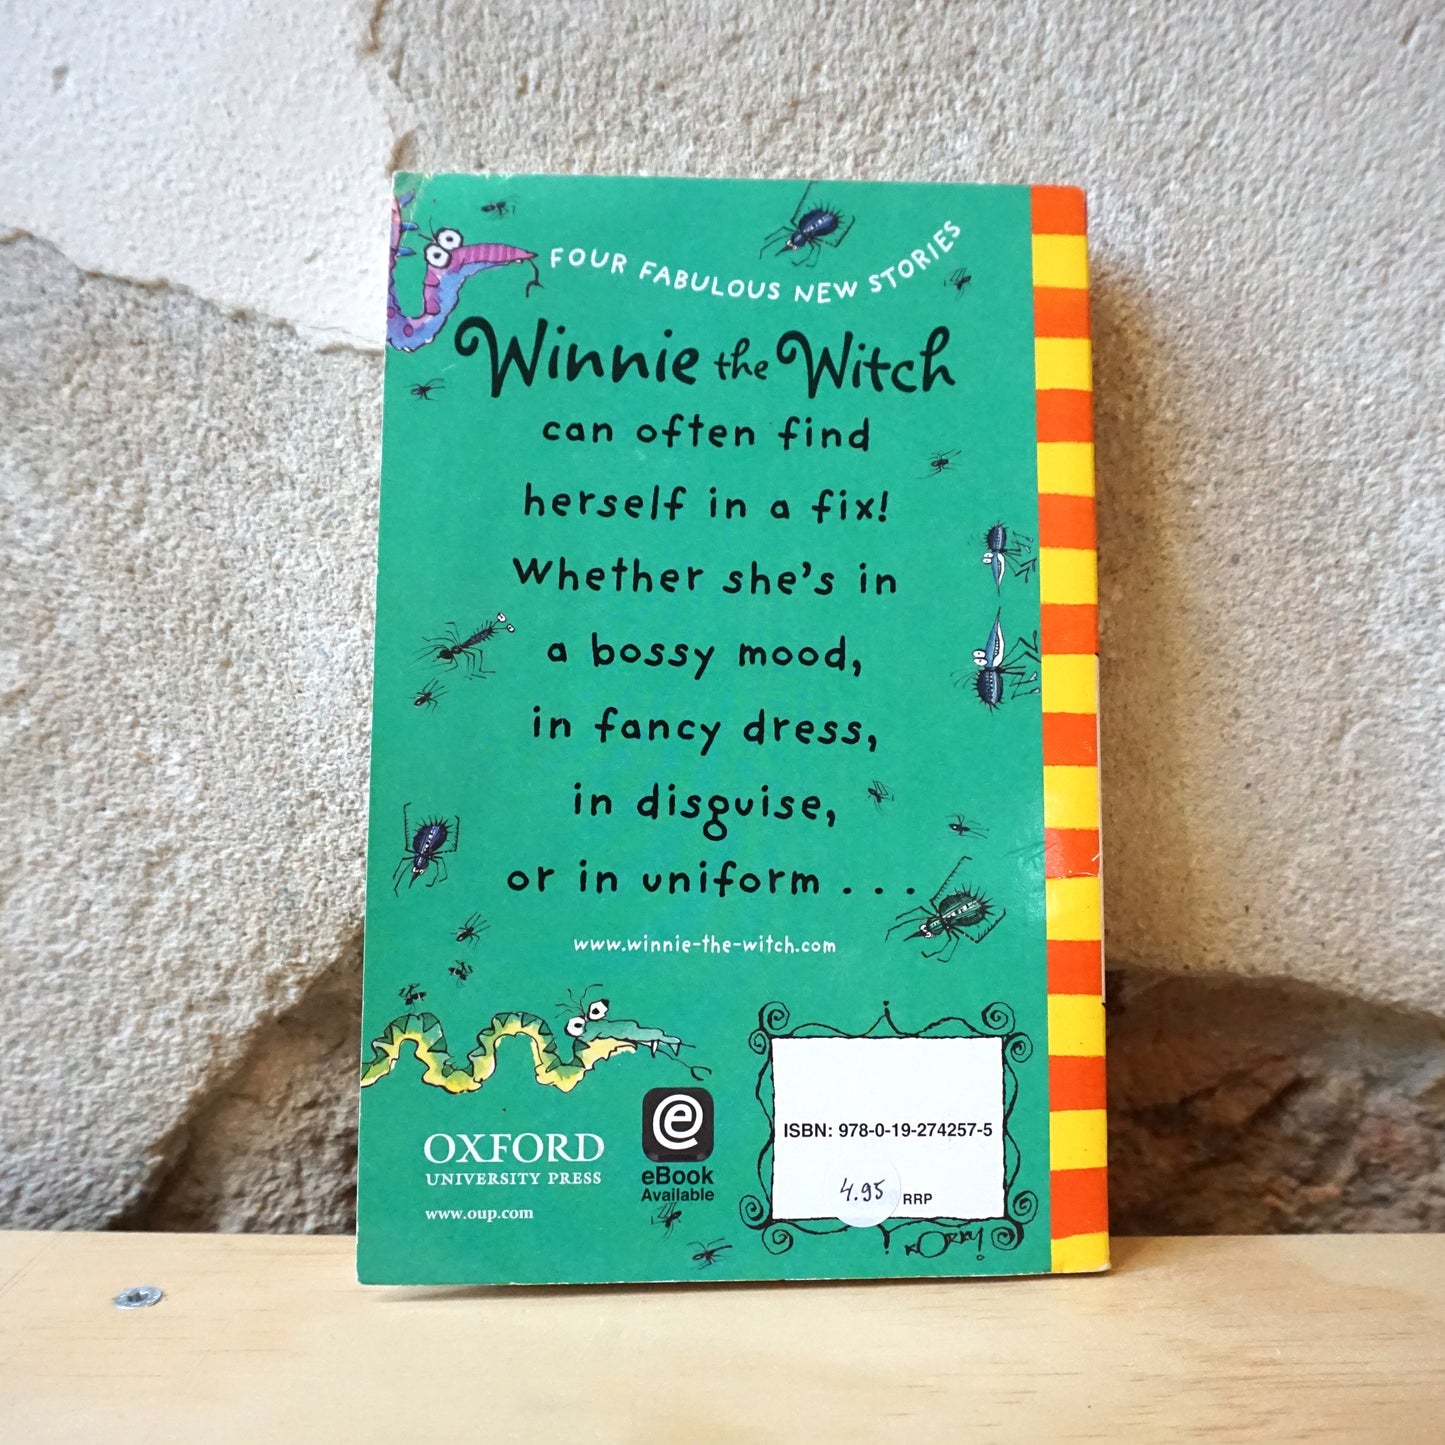 FOUR FABULOUS NEW STORIES
Winnie the Witch
can often find
herself in a fix!
Whether she's in
a bossy mood,
in fancy dress,
in disguise,
or in uniform . . .
www.winnie-the-witch.com
OXFORD
UNIVERSITY PRESS
www.oup.com
e
eBook
Available
ISBN: 978-0-19-274257-5
4.95 RRP
KORKY!